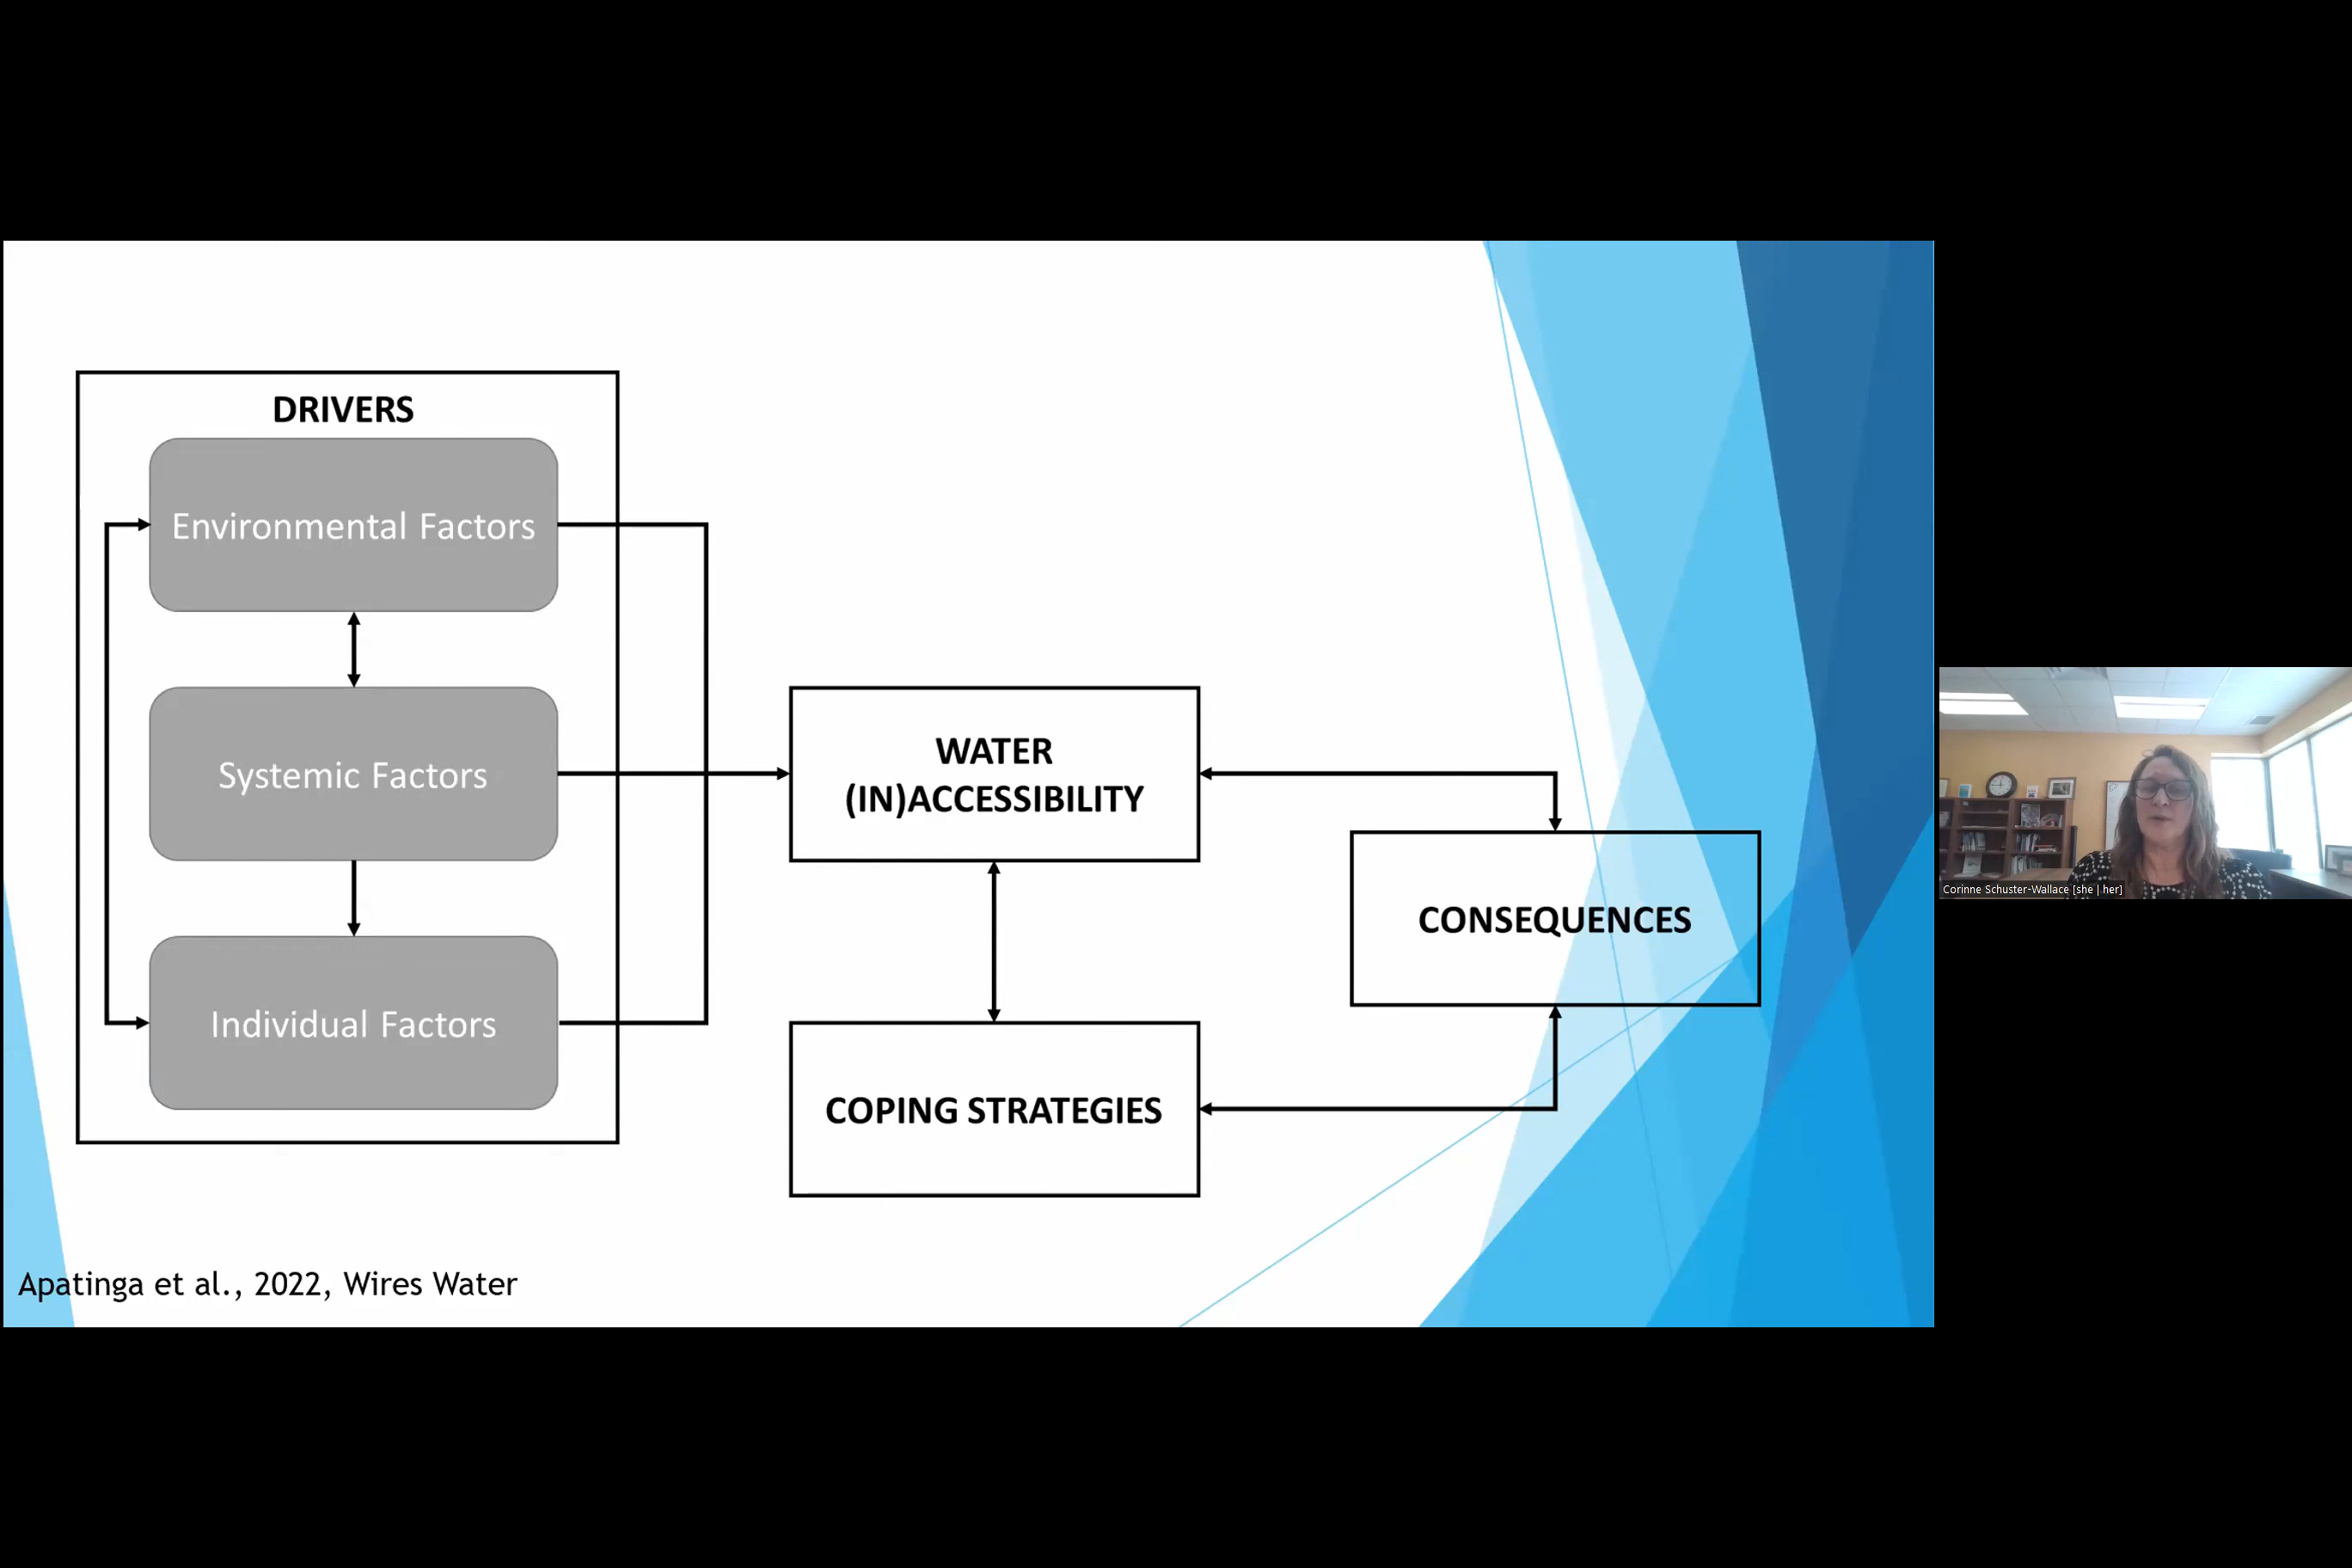 DRIVERS
Environmental Factors
Systemic Factors
Individual Factors
WATER
(IN)ACCESSIBILITY
COPING STRATEGIES
CONSEQUENCES
Apatinga et al., 2022, Wires Water
Corinne Schuster-Wallace [she | her]